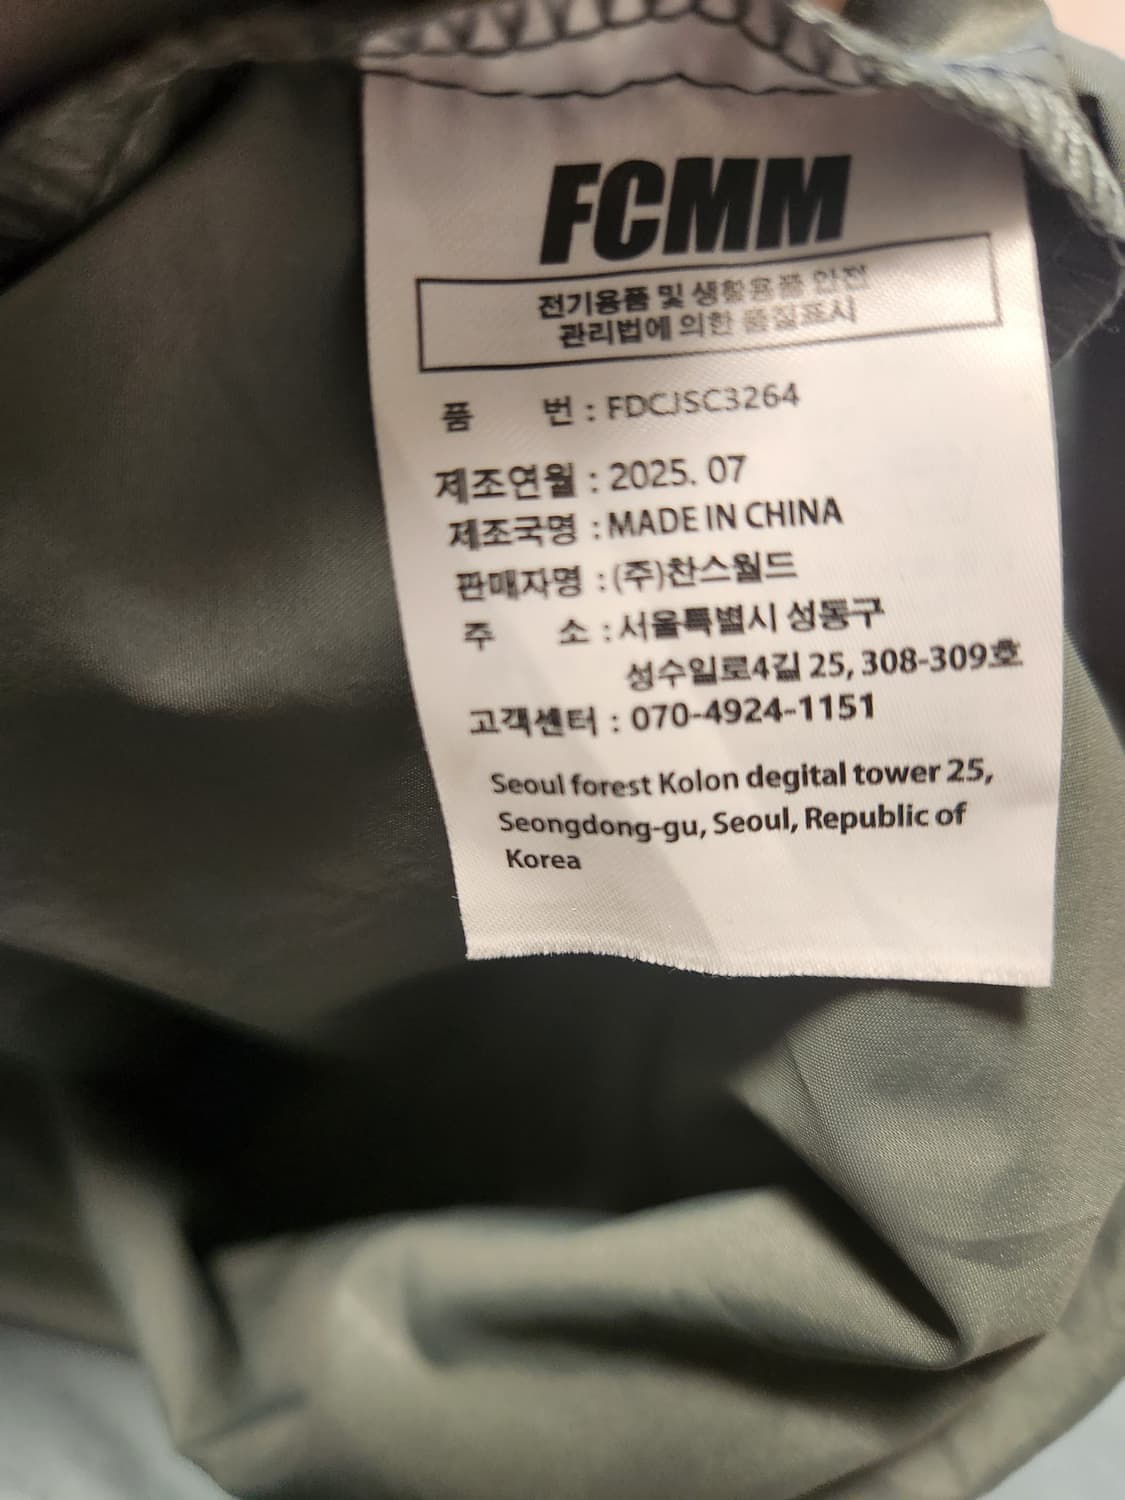 FCMM
전기용품 및 생활용품 안전
관리법에 의한 품질표시
품 번 : FDCJSC3264
제조연월 : 2025. 07
제조국명 : MADE IN CHINA
판매자명 : (주)찬스월드
주 소 : 서울특별시 성동구
성수일로4길 25, 308-309호
고객센터 : 070-4924-1151
Seoul forest Kolon degital tower 25,
Seongdong-gu, Seoul, Republic of
Korea